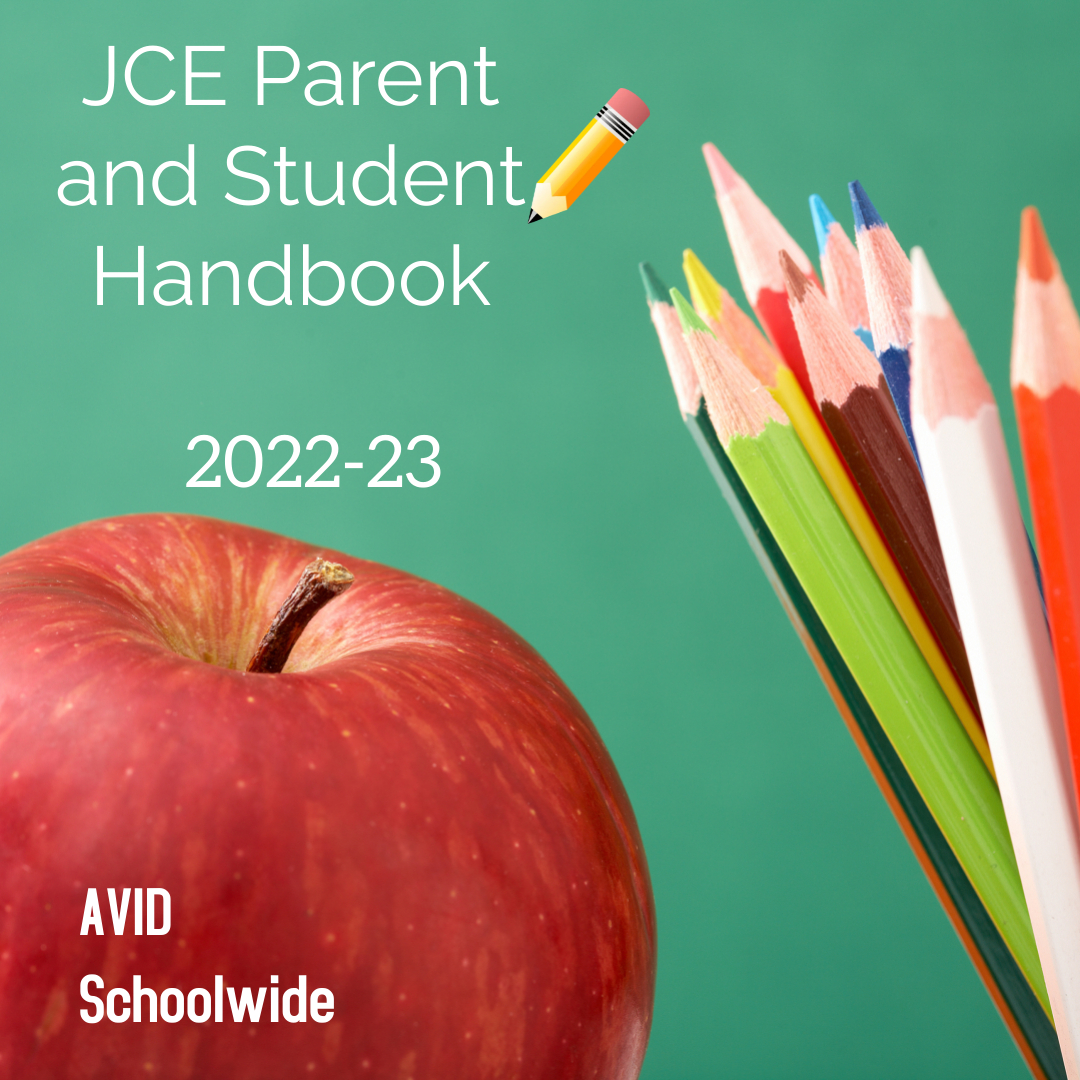 JCE Parent
and Student
Handbook
2022-23
AVID
Schoolwide